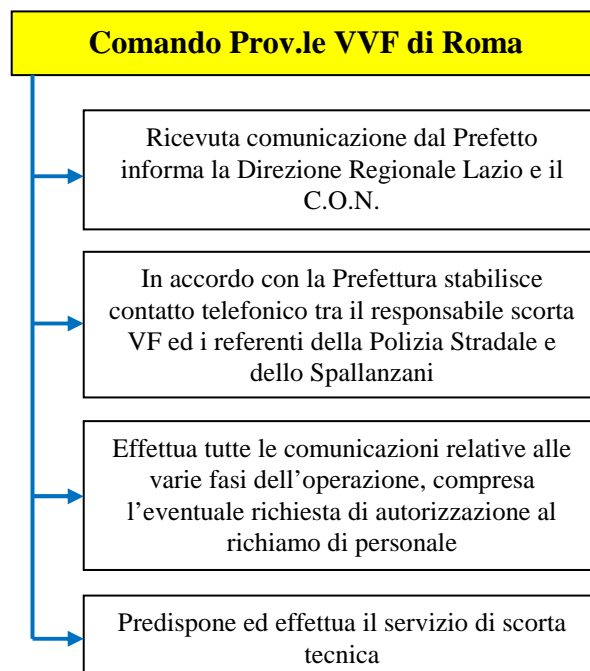 Comando Prov.le VVF di Roma
Ricevuta comunicazione dal Prefetto
informa la Direzione Regionale Lazio e il
C.O.N.
In accordo con la Prefettura stabilisce
contatto telefonico tra il responsabile scorta
VF ed i referenti della Polizia Stradale e
dello Spallanzani
Effettua tutte le comunicazioni relative alle
varie fasi dell’operazione, compresa
l’eventuale richiesta di autorizzazione al
richiamo di personale
Predispone ed effettua il servizio di scorta
tecnica